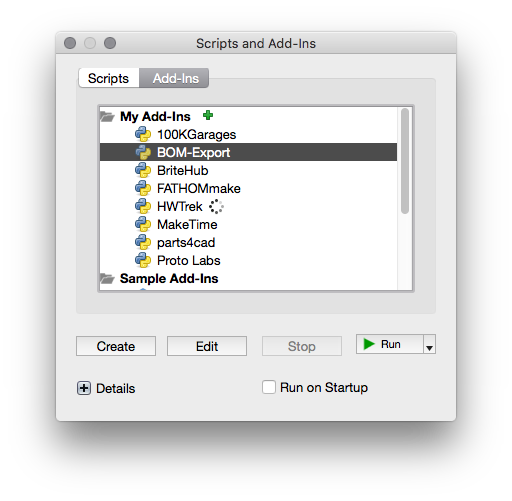 Scripts and Add-Ins
Scripts Add-Ins
My Add-Ins
100KGarages
BOM-Export
BriteHub
FATHOMmake
HWTrek
MakeTime
parts4cad
Proto Labs
Sample Add-Ins
Create Edit Stop Run
Details Run on Startup